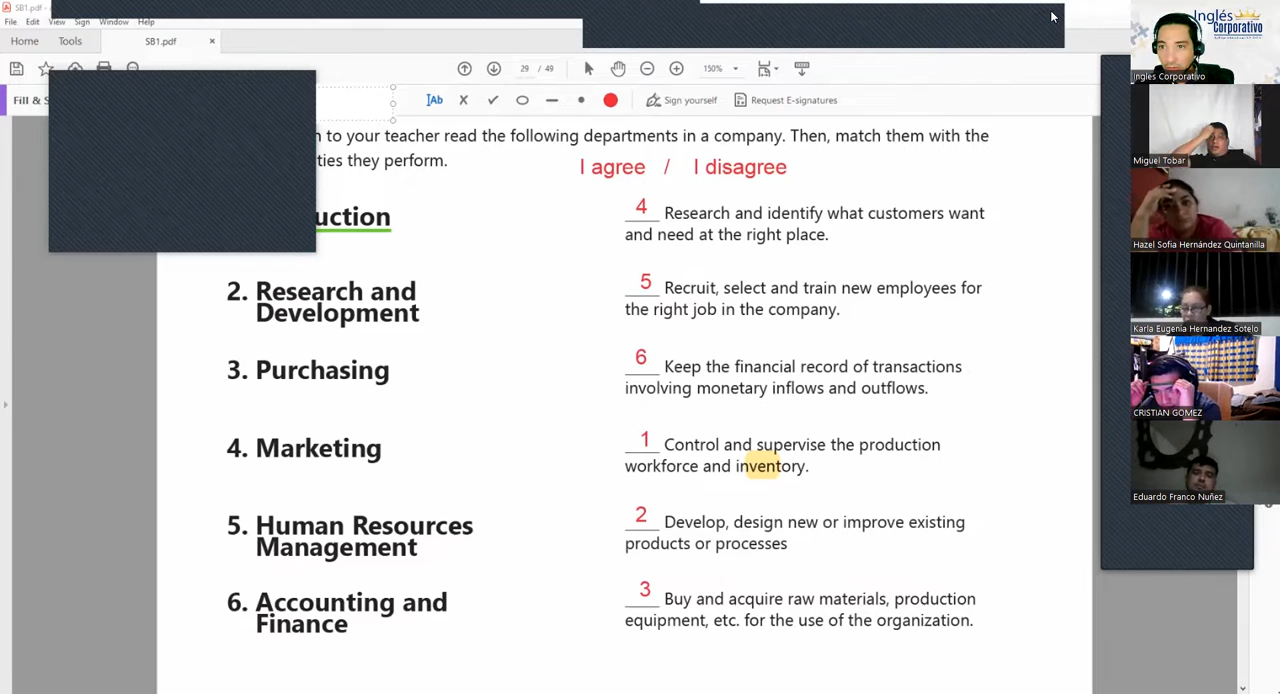 SB1.pdf
File Edit View Sign Window Help
Home Tools SB1.pdf ×
29 / 49 150%
Fill & S Ab Sign yourself Request E-signatures
n to your teacher read the following departments in a company. Then, match them with the
ties they perform.
I agree / I disagree
uction
2. Research and
Development
3. Purchasing
4. Marketing
5. Human Resources
Management
6. Accounting and
Finance
4 Research and identify what customers want
and need at the right place.
5 Recruit, select and train new employees for
the right job in the company.
6 Keep the financial record of transactions
involving monetary inflows and outflows.
1 Control and supervise the production
workforce and inventory.
2 Develop, design new or improve existing
products or processes
3 Buy and acquire raw materials, production
equipment, etc. for the use of the organization.
Inglés
Corporativo
Inglés Corporativo
Miguel Tobar
Hazel Sofia Hernández Quintanilla
Karla Eugenia Hernandez Sotelo
CRISTIAN GOMEZ
Eduardo Franco Nuñez